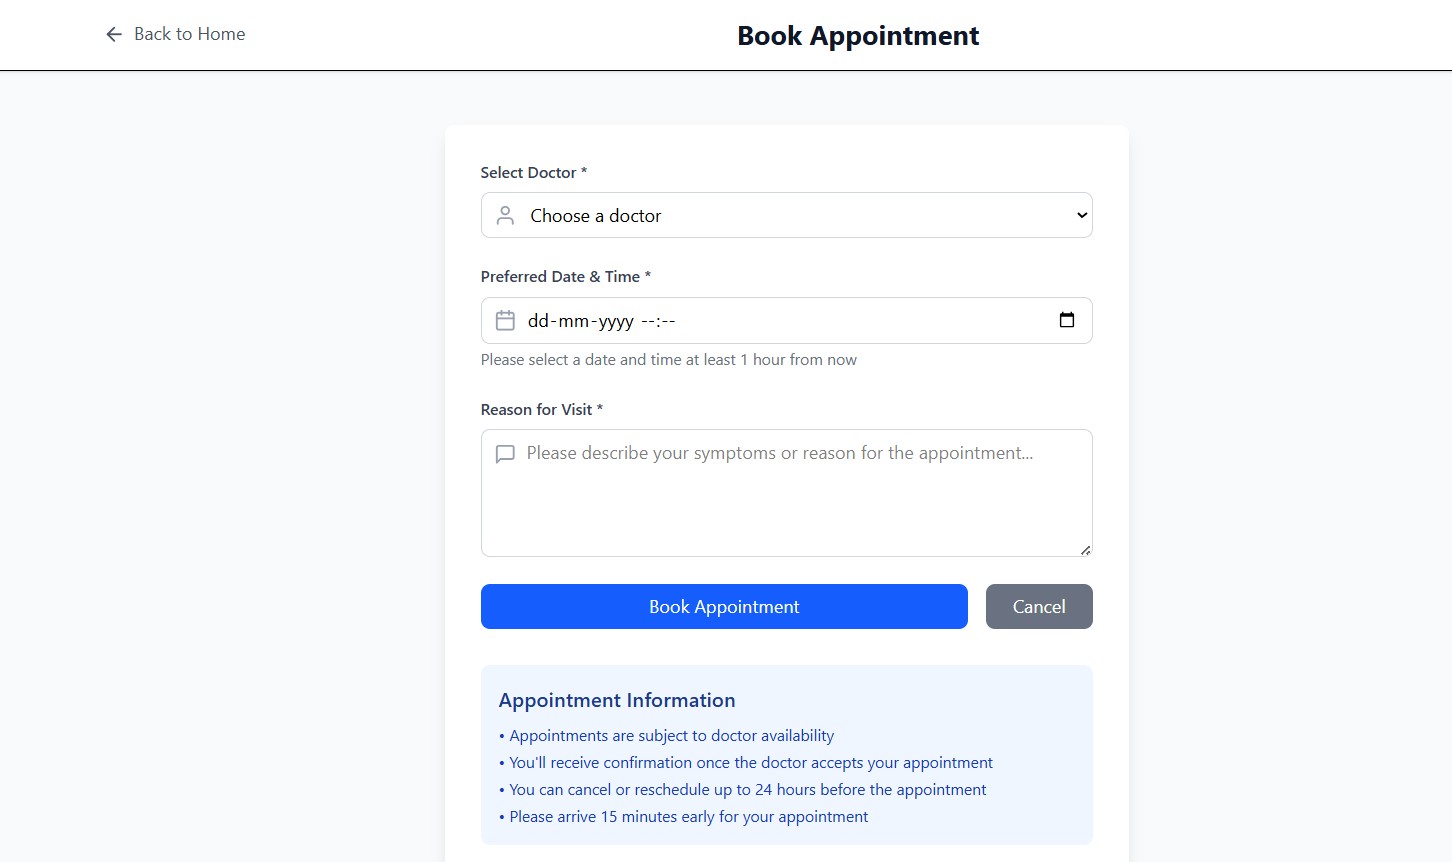 Back to Home
Book Appointment
Select Doctor *
Choose a doctor
Preferred Date & Time *
dd-mm-yyyy --:--
Please select a date and time at least 1 hour from now
Reason for Visit *
Please describe your symptoms or reason for the appointment...
Book Appointment
Cancel
Appointment Information
• Appointments are subject to doctor availability
• You'll receive confirmation once the doctor accepts your appointment
• You can cancel or reschedule up to 24 hours before the appointment
• Please arrive 15 minutes early for your appointment